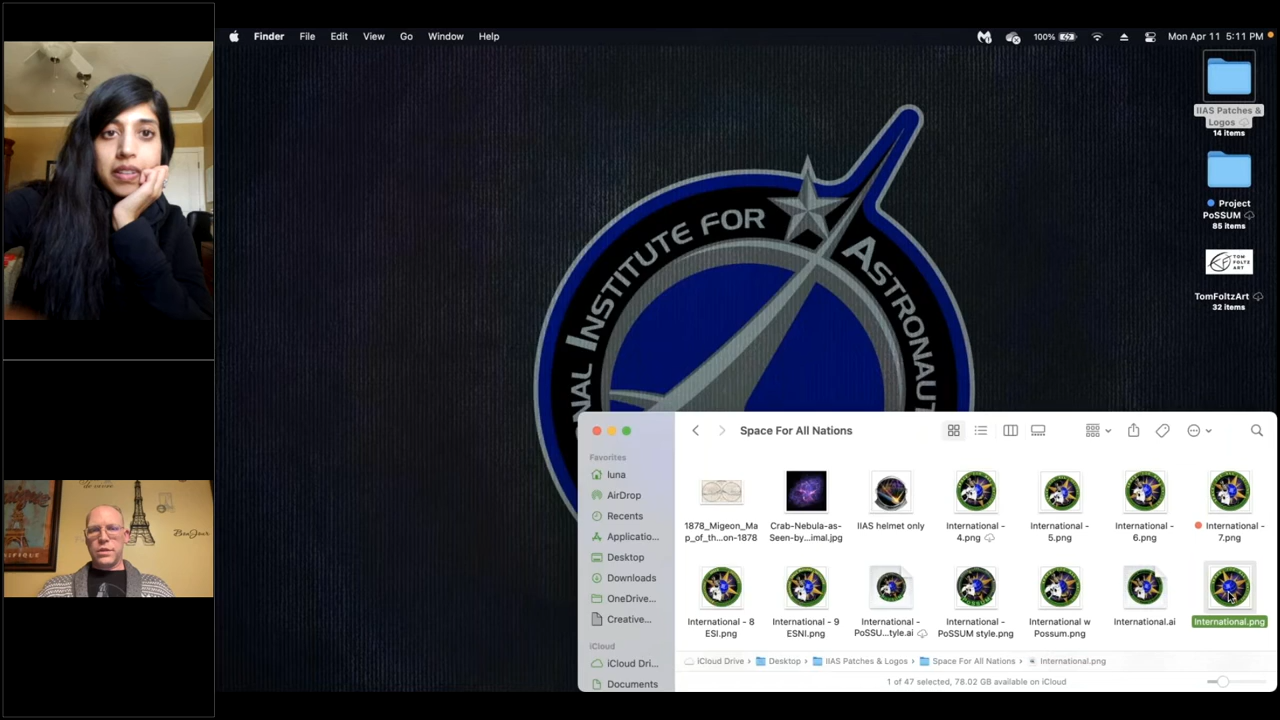 Finder File Edit View Go Window Help 100% Mon Apr 11 5:11 PM
IIAS Patches &
Logos
14 items
Project
PoSSUM
85 items
TOM
FOLTZ
ART
TomFoltzArt
32 items
NAL INSTITUTE FOR ASTRONAUT
BONJOUR
Space For All Nations
Favorites
luna
AirDrop
Recents
Applicatio...
Desktop
Downloads
OneDrive...
Creative...
iCloud
iCloud Dri...
Documents
1878_Migeon_Ma
p_of_th...on-1878
Crab-Nebula-as-
Seen-by...imal.jpg
IIAS helmet only
International -
4.png
International -
5.png
International -
6.png
International -
7.png
International - 8
ESI.png
International - 9
ESNI.png
International -
PoSSU...tyle.ai
International -
PoSSUM style.png
International w
Possum.png
International.ai
International.png
iCloud Drive › Desktop › IIAS Patches & Logos › Space For All Nations › International.png
1 of 47 selected, 78.02 GB available on iCloud